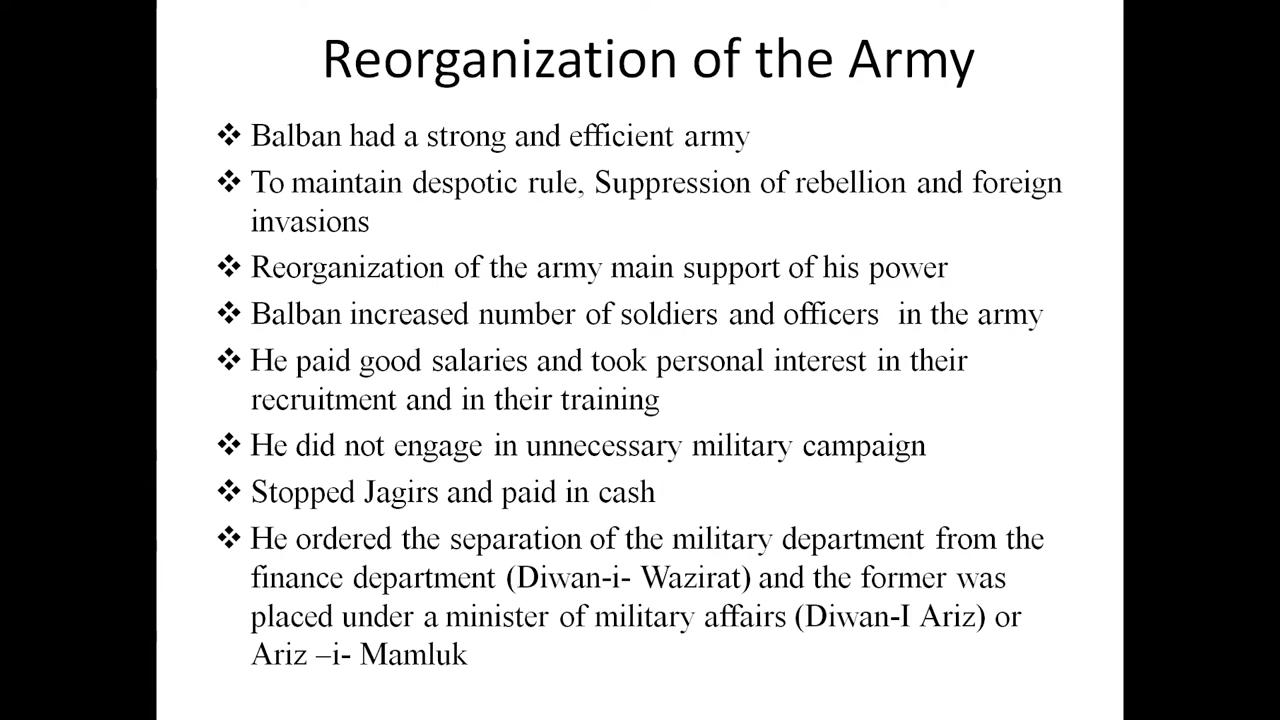 Reorganization of the Army
❖ Balban had a strong and efficient army
❖ To maintain despotic rule, Suppression of rebellion and foreign
invasions
❖ Reorganization of the army main support of his power
❖ Balban increased number of soldiers and officers  in the army
❖ He paid good salaries and took personal interest in their
recruitment and in their training
❖ He did not engage in unnecessary military campaign
❖ Stopped Jagirs and paid in cash
❖ He ordered the separation of the military department from the
finance department (Diwan-i- Wazirat) and the former was
placed under a minister of military affairs (Diwan-I Ariz) or
Ariz –i- Mamluk